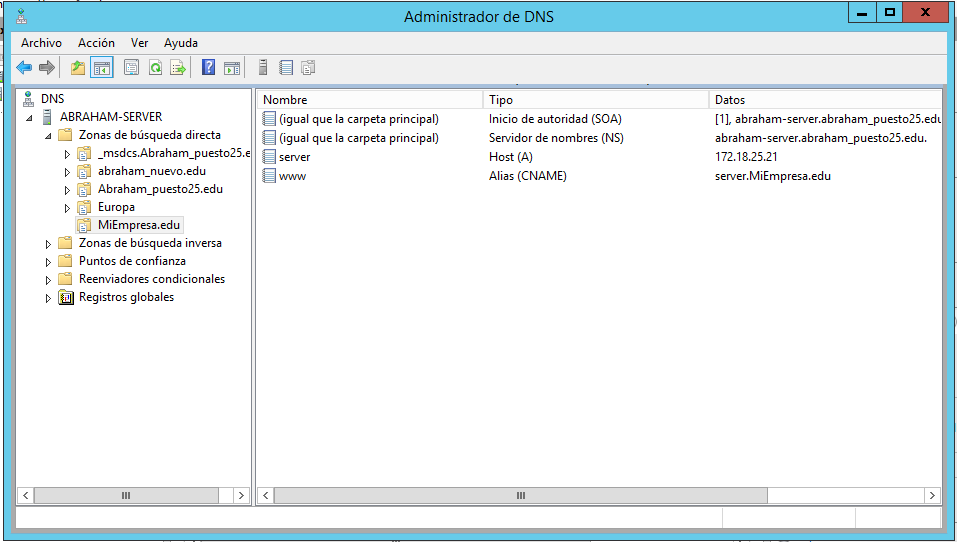 Administrador de DNS
Archivo Acción Ver Ayuda
DNS
ABRAHAM-SERVER
Zonas de búsqueda directa
_msdcs.Abraham_puesto25.e
abraham_nuevo.edu
Abraham_puesto25.edu
Europa
MiEmpresa.edu
Zonas de búsqueda inversa
Puntos de confianza
Reenviadores condicionales
Registros globales
Nombre Tipo Datos
(igual que la carpeta principal) Inicio de autoridad (SOA) [1], abraham-server.abraham_puesto25.edu
(igual que la carpeta principal) Servidor de nombres (NS) abraham-server.abraham_puesto25.edu.
server Host (A) 172.18.25.21
www Alias (CNAME) server.MiEmpresa.edu